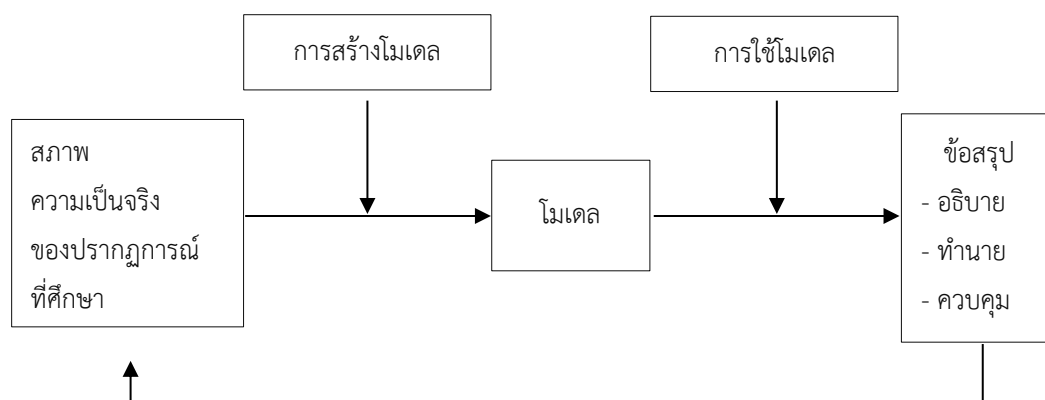 การสร้างโมเดล
การใช้โมเดล
สภาพ
ความเป็นจริง
ของปรากฏการณ์
ที่ศึกษา
โมเดล
ข้อสรุป
- อธิบาย
- ทำนาย
- ควบคุม